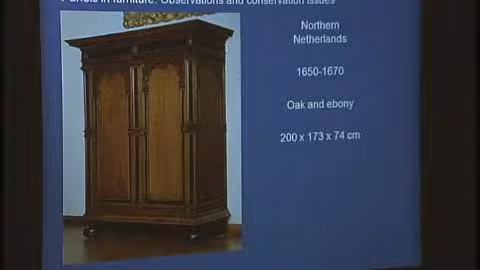 Panels in furniture: Observations and conservation issues
Northern
Netherlands
1650-1670
Oak and ebony
200 x 173 x 74 cm